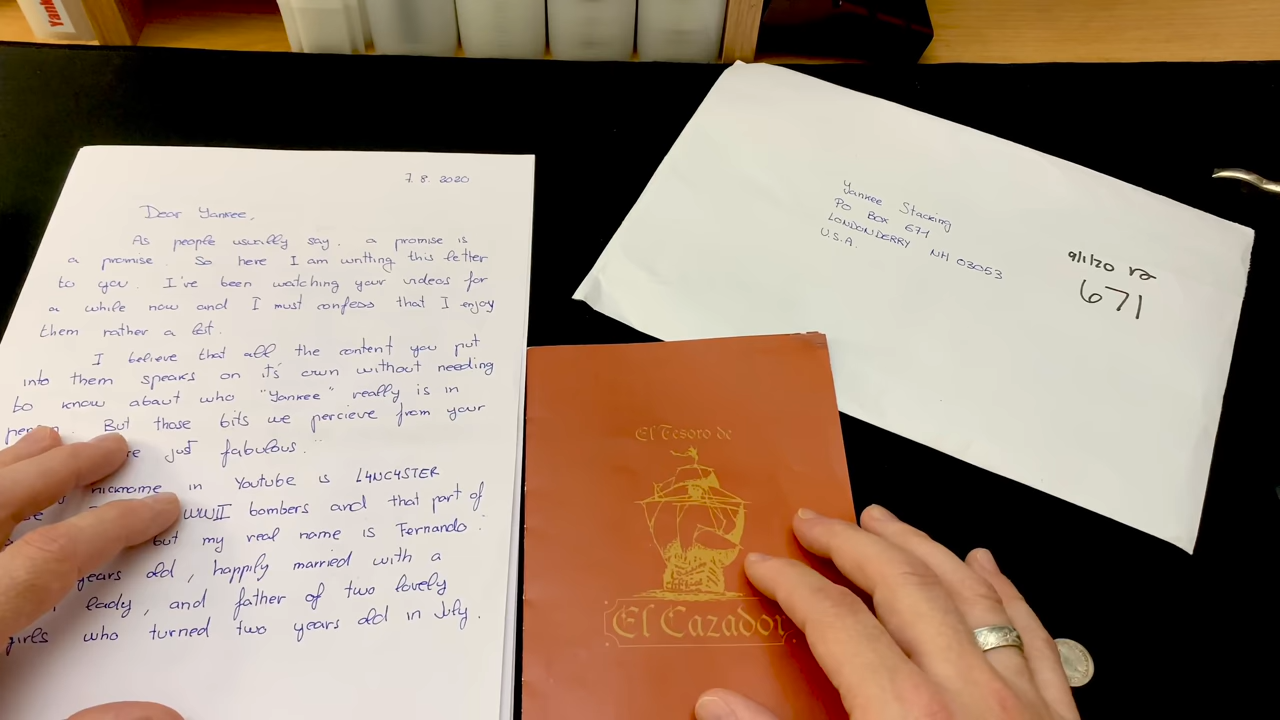 7. 8. 2020
Dear Yankee,
As people usually say. a promise is
a promise. So here I am writing this letter
to you. I've been watching your videos for
a while now and I must confess that I enjoy
them rather a lot.
I believe that all the content you put
into them speaks on it's own without needing
to know about who "Yankee" really is in
But those bits we percieve from your
just fabulous.
nickname in Youtube is L4NC4STER
WWII bombers and that part of
but my real name is Fernando.
years old, happily married with a
lady, and father of two lovely
girls who turned two years old in July.
El Tesoro de
El Cazador
Yankee Stacking
PO Box 671
LONDONDERRY NH 03053
U.S.A.
9/1/20
671